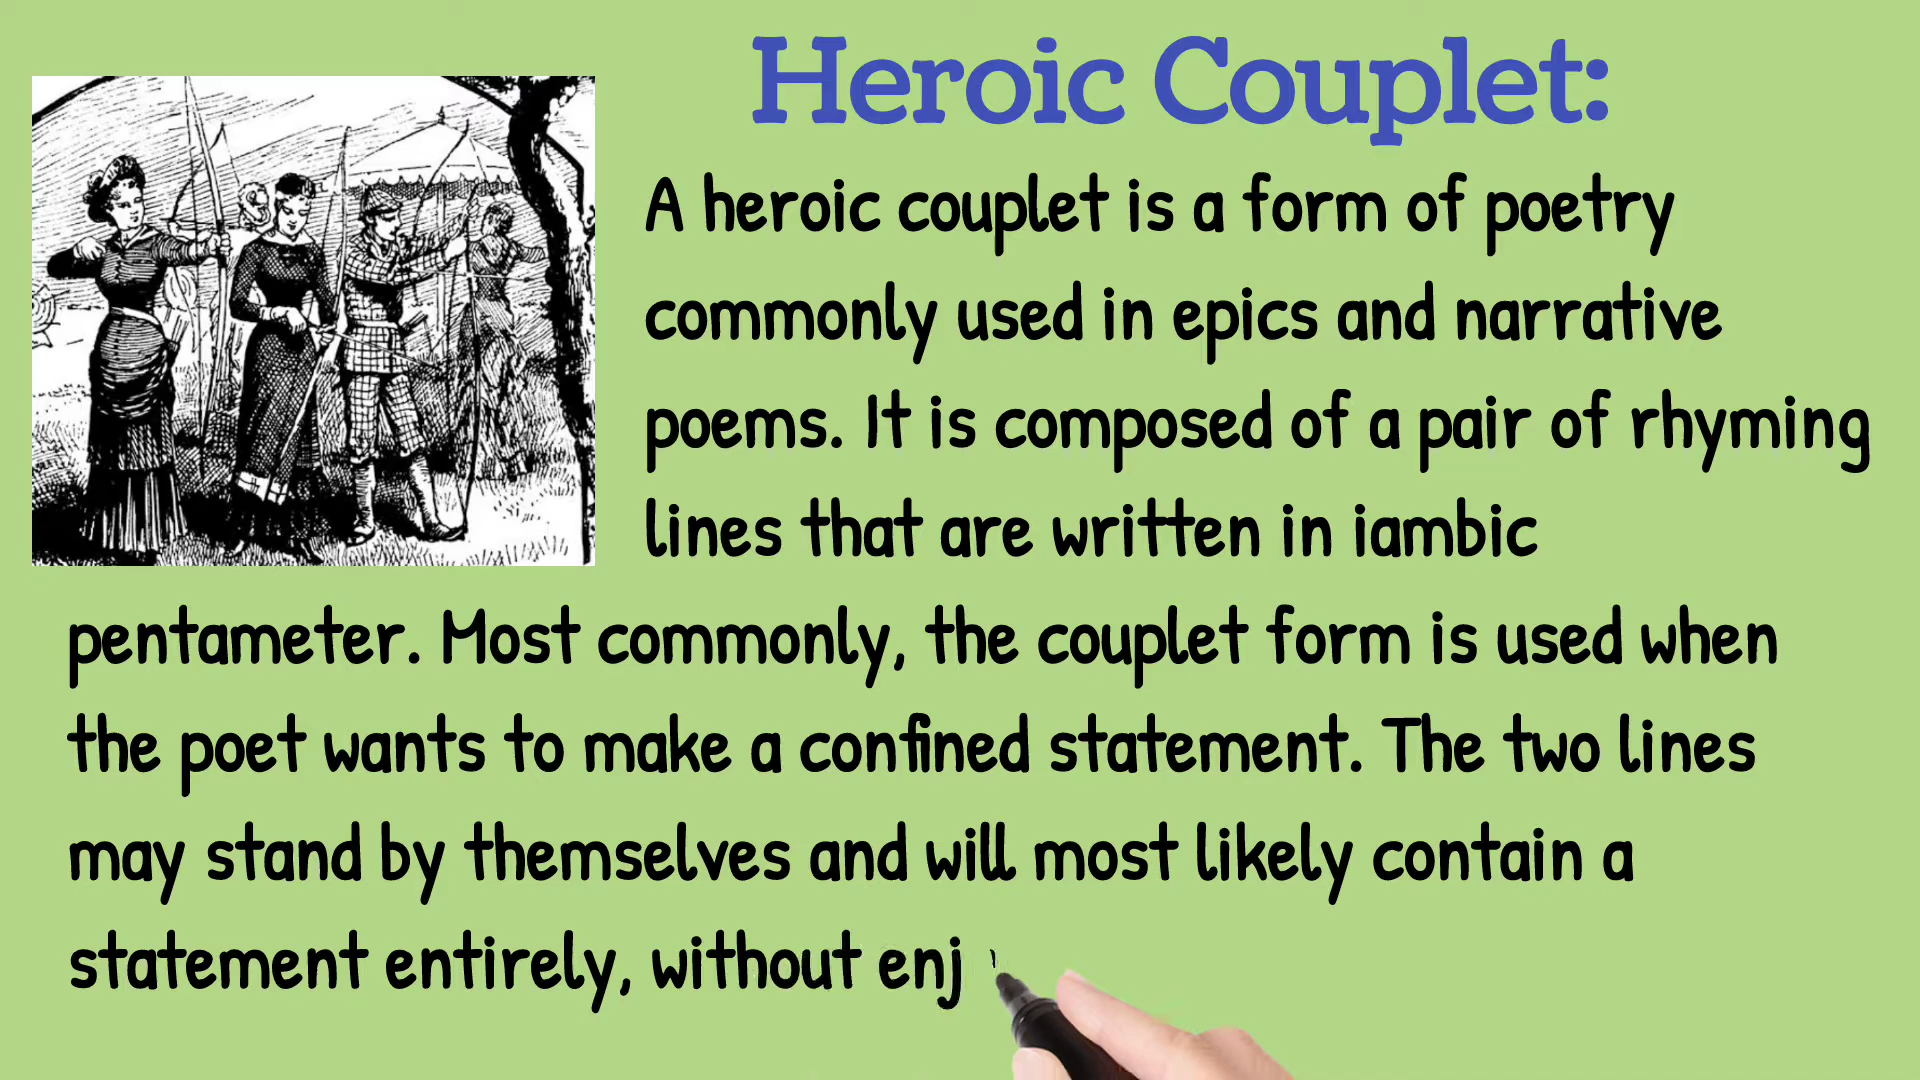 Heroic Couplet:
A heroic couplet is a form of poetry
commonly used in epics and narrative
poems. It is composed of a pair of rhyming
lines that are written in iambic
pentameter. Most commonly, the couplet form is used when
the poet wants to make a confined statement. The two lines
may stand by themselves and will most likely contain a
statement entirely, without enj